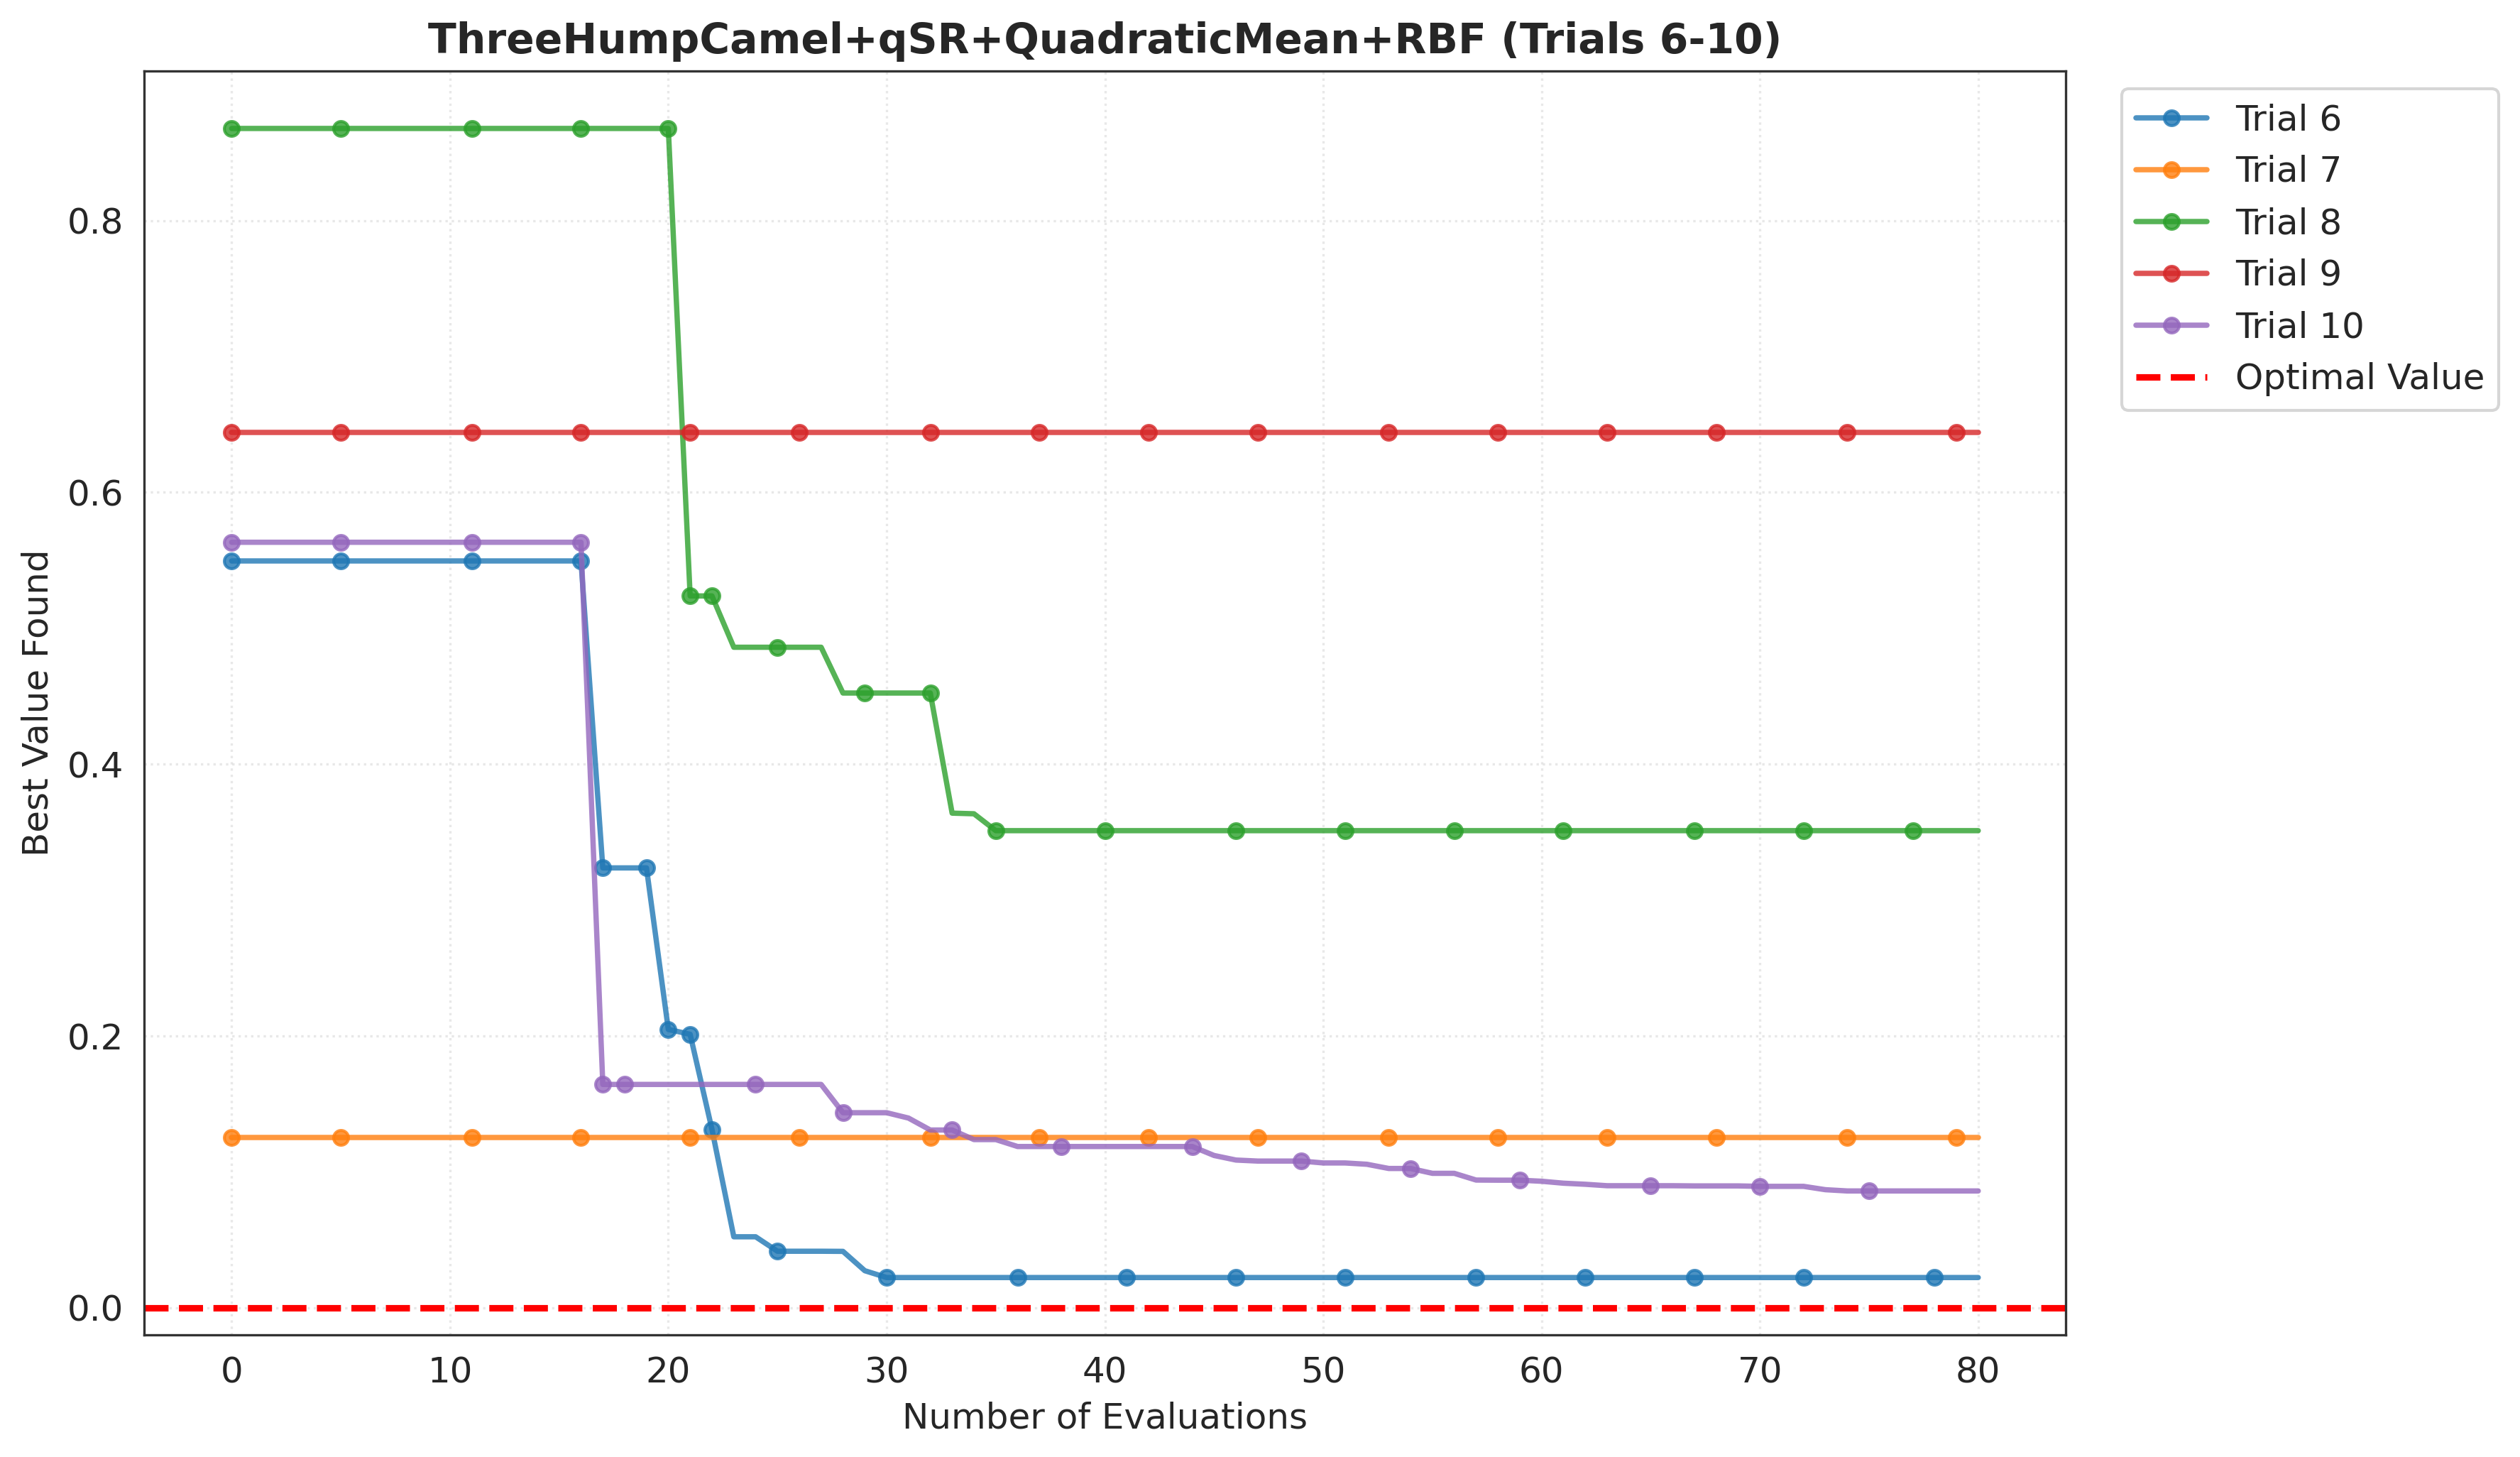 ThreeHumpCamel+qSR+QuadraticMean+RBF (Trials 6-10)
Trial 6
Trial 7
Trial 8
Trial 9
Trial 10
Optimal Value
Best Value Found
0.8
0.6
0.4
0.2
0.0
0 10 20 30 40 50 60 70 80
Number of Evaluations